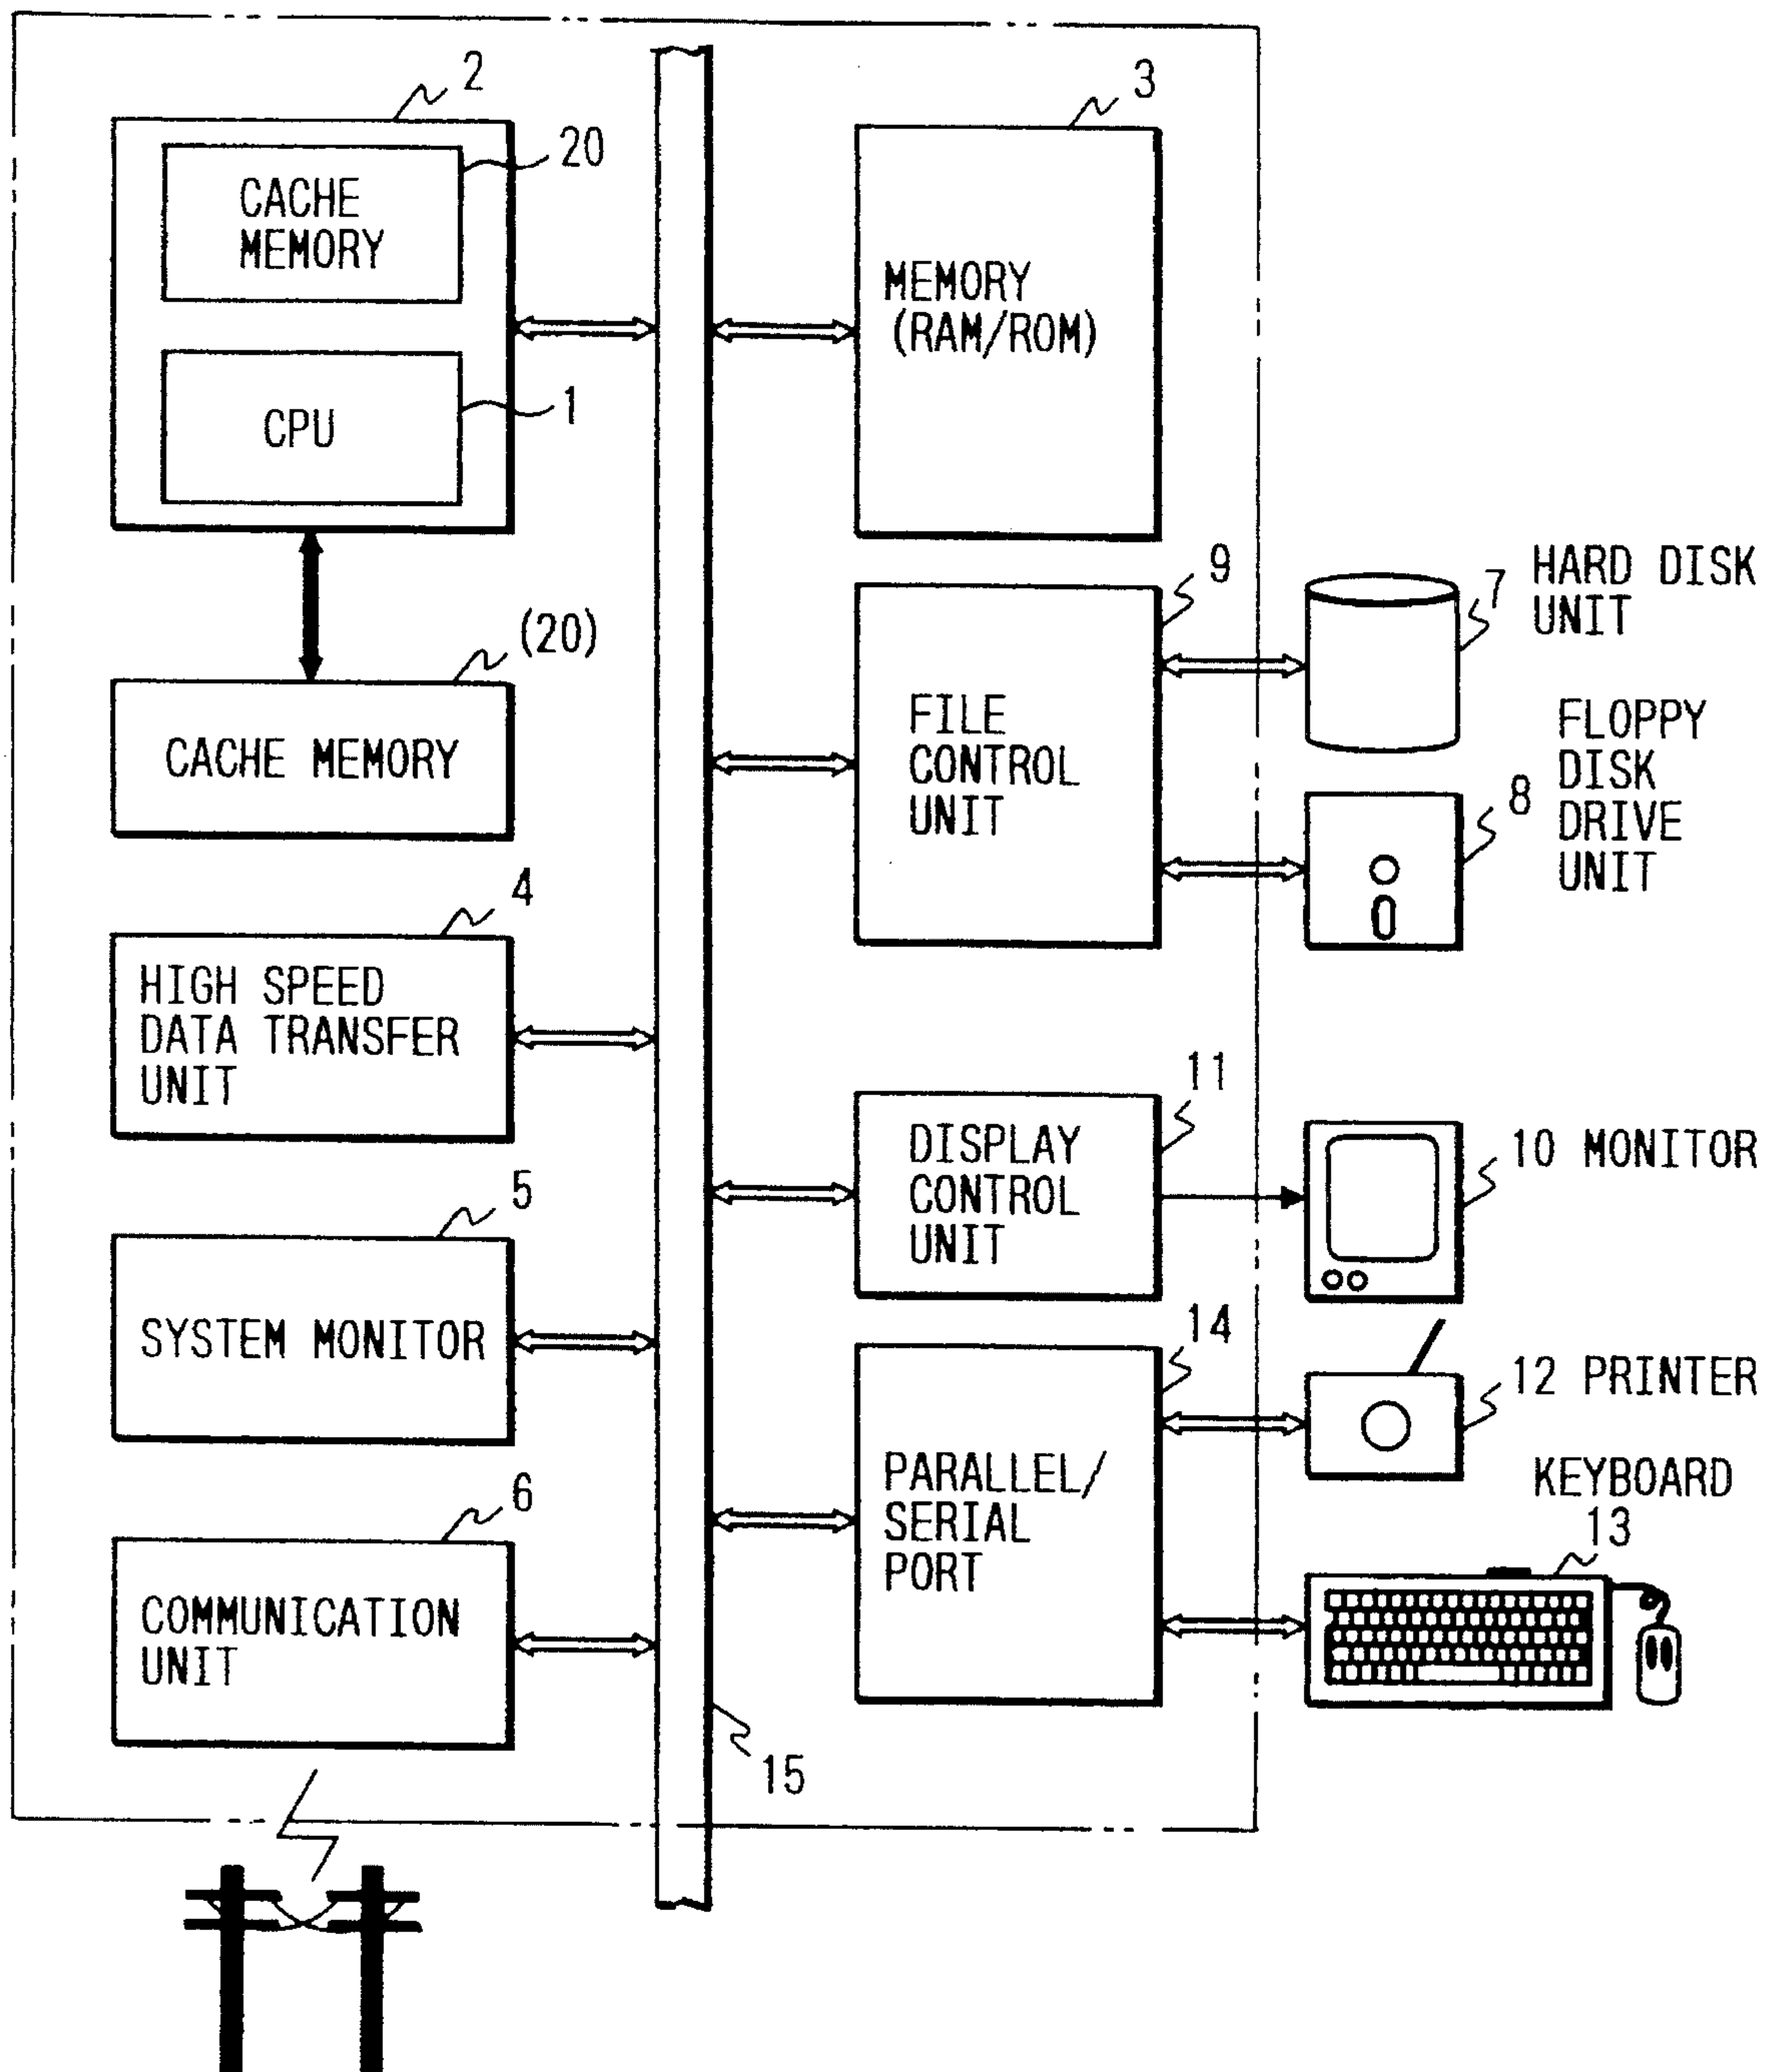 2
20
CACHE
MEMORY
CPU
1
(20)
CACHE MEMORY
4
HIGH SPEED
DATA TRANSFER
UNIT
5
SYSTEM MONITOR
6
COMMUNICATION
UNIT
15
3
MEMORY
(RAM/ROM)
9
FILE
CONTROL
UNIT
7
HARD DISK
UNIT
8
FLOPPY
DISK
DRIVE
UNIT
11
DISPLAY
CONTROL
UNIT
10 MONITOR
14
PARALLEL/
SERIAL
PORT
12 PRINTER
KEYBOARD
13